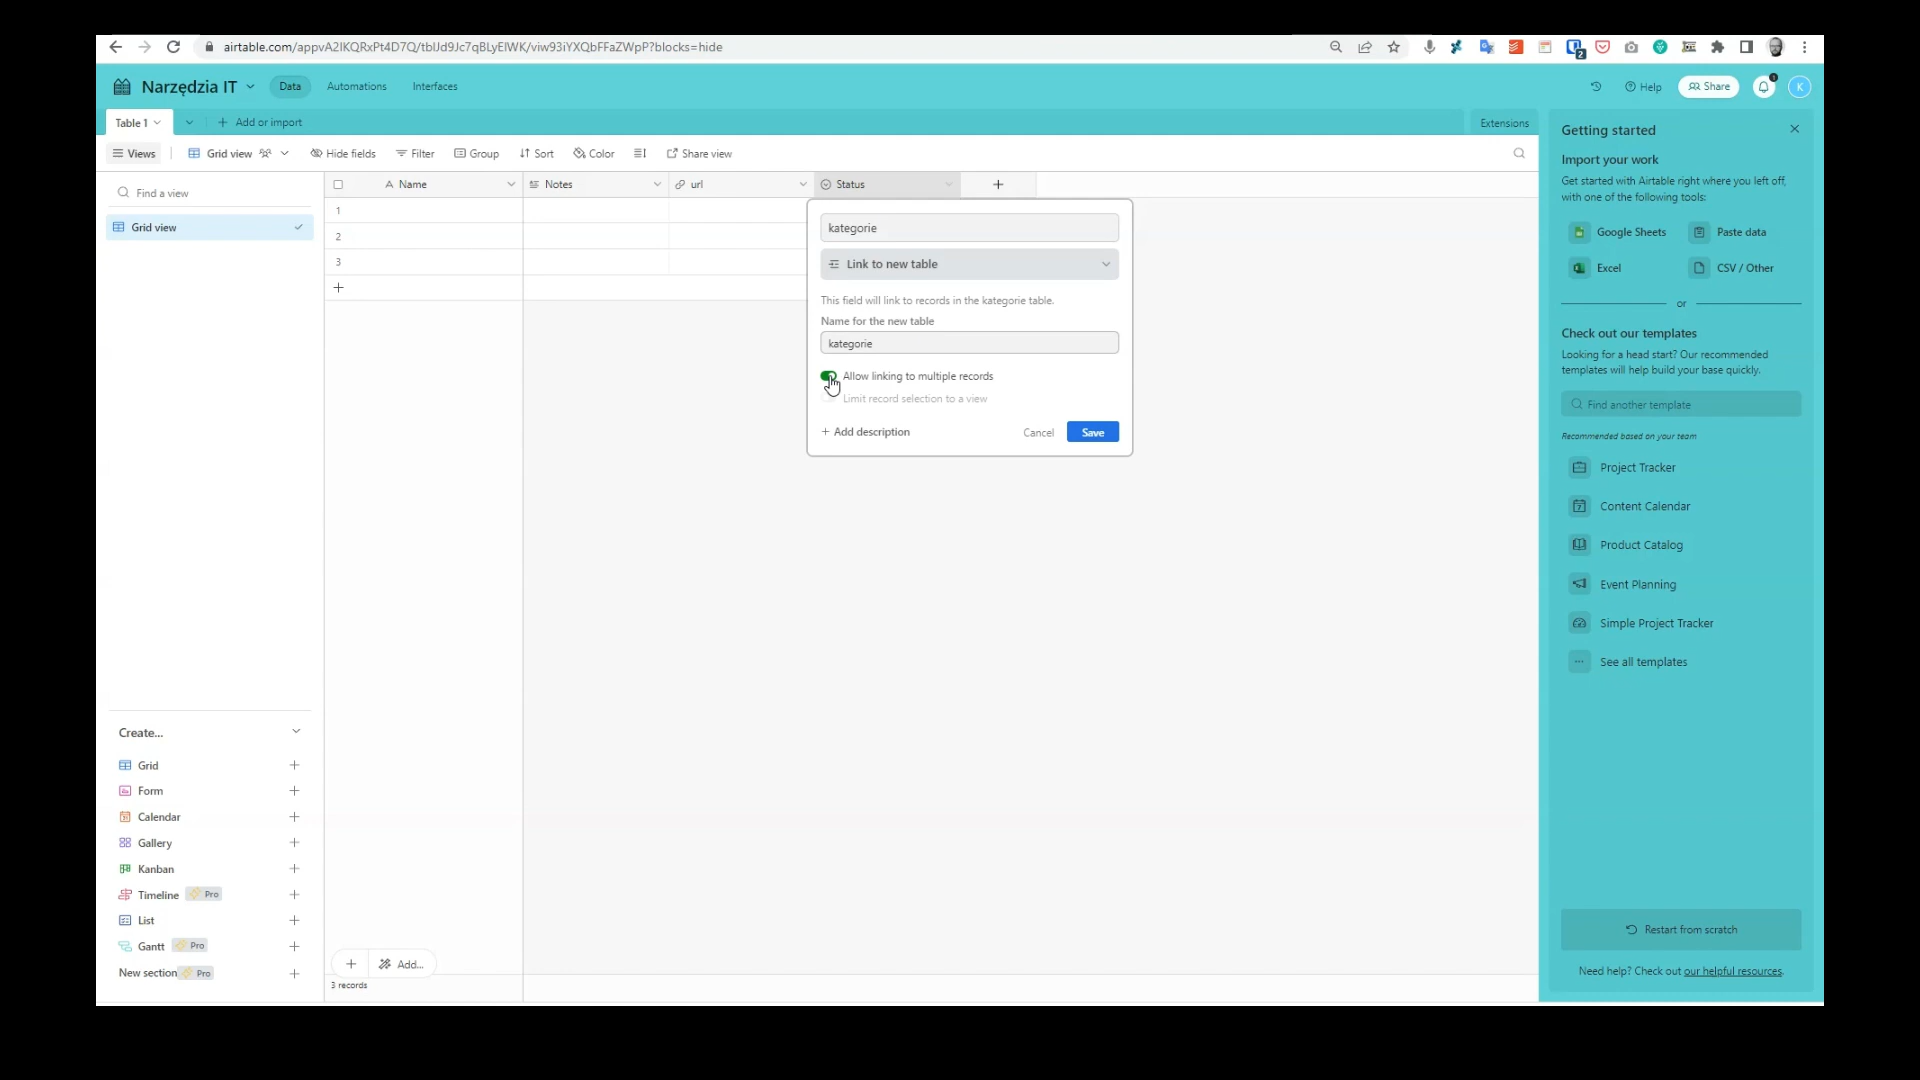 airtable.com/appvA2IKQRxPt4D7Q/tblJd9Jc7qBLyEIWK/viw93iYXQbFFaZWpP?blocks=hide
2
Narzędzia IT
Data
Automations
Interfaces
Help
Share
1
K
Table 1
Add or import
Extensions
Views
Grid view
Hide fields
Filter
Group
Sort
Color
Share view
Find a view
Grid view
Create...
Grid
Form
Calendar
Gallery
Kanban
Timeline Pro
List
Gantt Pro
New section Pro
A Name
Notes
url
Status
1
2
3
Add...
3 records
kategorie
Link to new table
This field will link to records in the kategorie table.
Name for the new table
kategorie
Allow linking to multiple records
Limit record selection to a view
+ Add description
Cancel
Save
Getting started
Import your work
Get started with Airtable right where you left off,
with one of the following tools:
Google Sheets
Paste data
Excel
CSV / Other
or
Check out our templates
Looking for a head start? Our recommended
templates will help build your base quickly.
Find another template
Recommended based on your team
Project Tracker
Content Calendar
Product Catalog
Event Planning
Simple Project Tracker
See all templates
Restart from scratch
Need help? Check out our helpful resources.